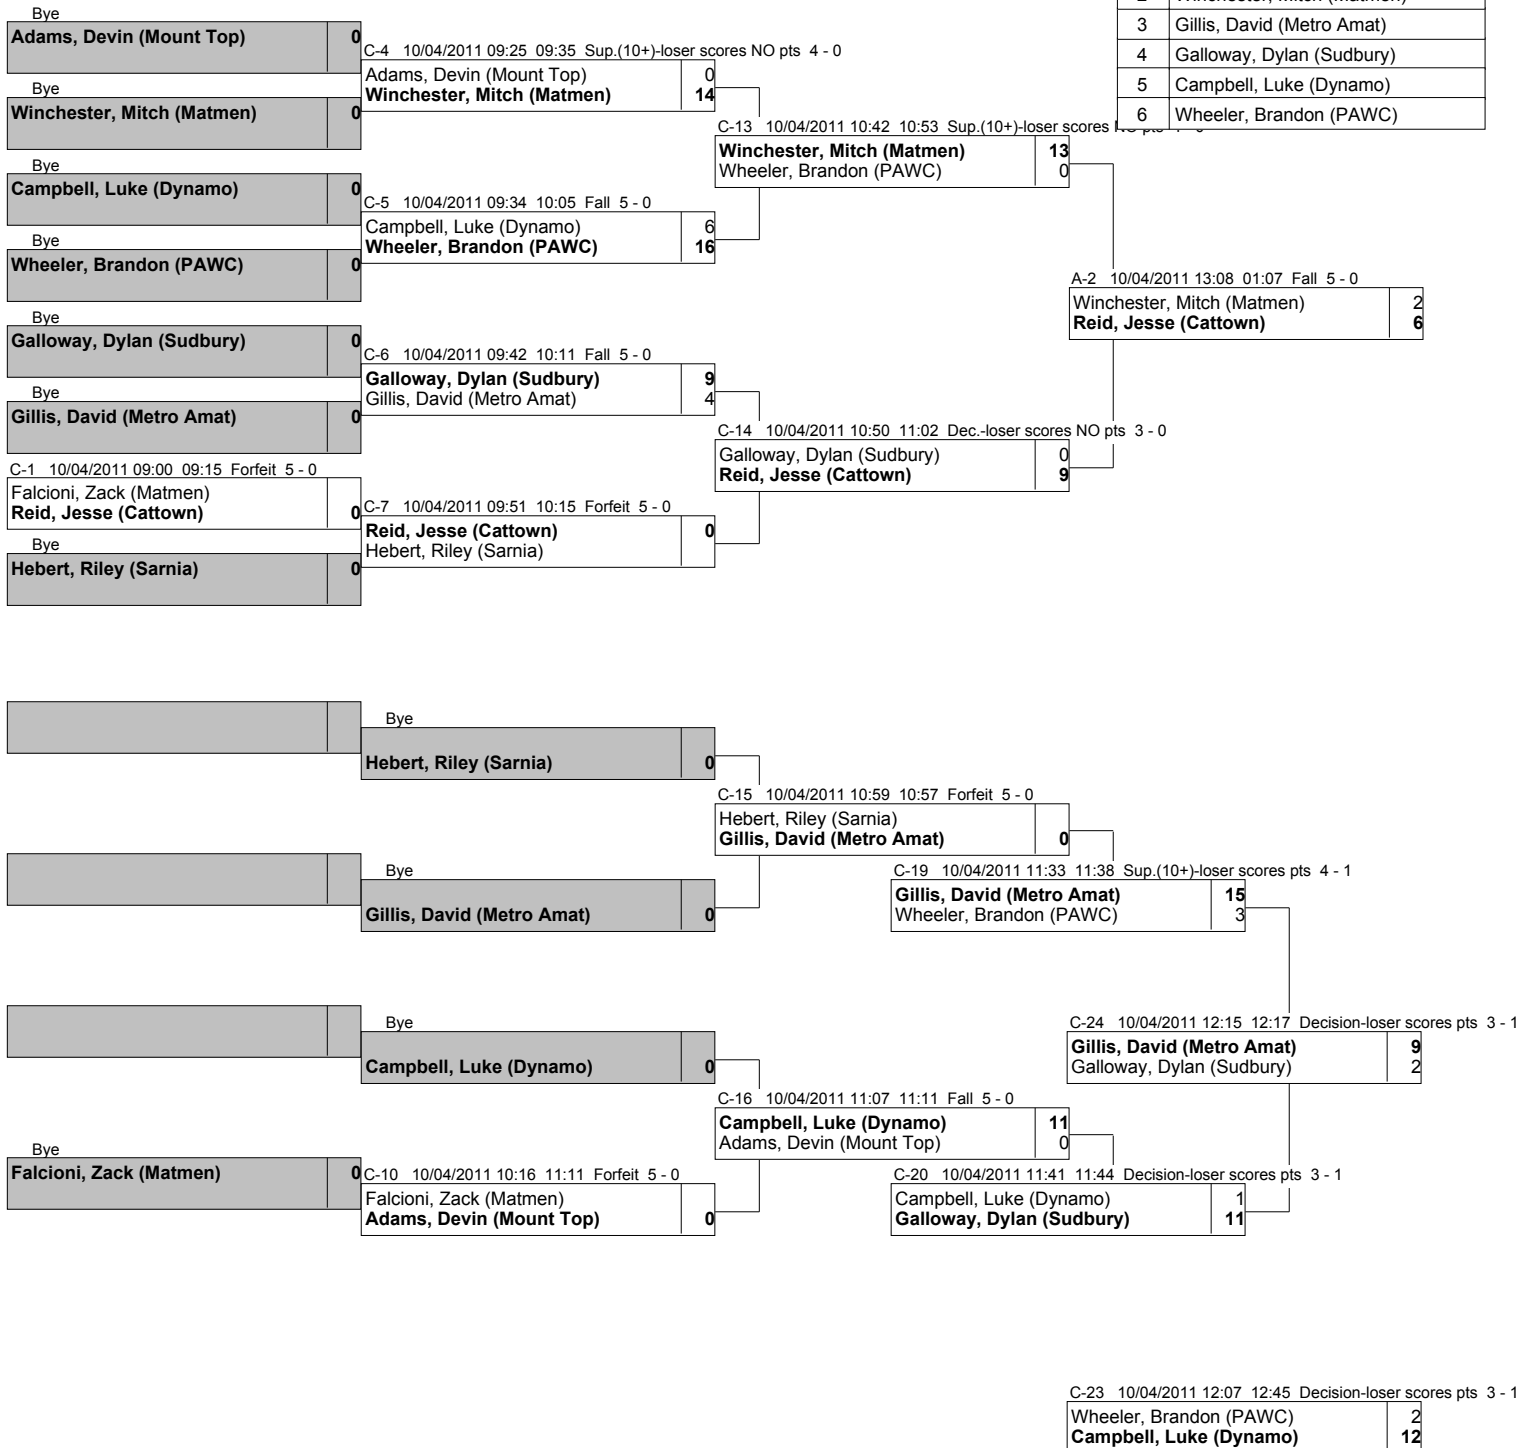 2 Winchester, Mitch (Matmen)
3 Gillis, David (Metro Amat)
4 Galloway, Dylan (Sudbury)
5 Campbell, Luke (Dynamo)
6 Wheeler, Brandon (PAWC)
Bye
Adams, Devin (Mount Top) 0
Bye
Winchester, Mitch (Matmen) 0
Bye
Campbell, Luke (Dynamo) 0
Bye
Wheeler, Brandon (PAWC) 0
Bye
Galloway, Dylan (Sudbury) 0
Bye
Gillis, David (Metro Amat) 0
C-1 10/04/2011 09:00 09:15 Forfeit 5 - 0
Falcioni, Zack (Matmen)
Reid, Jesse (Cattown) 0
Bye
Hebert, Riley (Sarnia) 0
C-4 10/04/2011 09:25 09:35 Sup.(10+)-loser scores NO pts 4 - 0
Adams, Devin (Mount Top) 0
Winchester, Mitch (Matmen) 14
C-5 10/04/2011 09:34 10:05 Fall 5 - 0
Campbell, Luke (Dynamo) 6
Wheeler, Brandon (PAWC) 16
C-6 10/04/2011 09:42 10:11 Fall 5 - 0
Galloway, Dylan (Sudbury) 9
Gillis, David (Metro Amat) 4
C-7 10/04/2011 09:51 10:15 Forfeit 5 - 0
Reid, Jesse (Cattown) 0
Hebert, Riley (Sarnia)
C-13 10/04/2011 10:42 10:53 Sup.(10+)-loser scores
Winchester, Mitch (Matmen) 13
Wheeler, Brandon (PAWC) 0
C-14 10/04/2011 10:50 11:02 Dec.-loser scores NO pts 3 - 0
Galloway, Dylan (Sudbury) 0
Reid, Jesse (Cattown) 9
A-2 10/04/2011 13:08 01:07 Fall 5 - 0
Winchester, Mitch (Matmen) 2
Reid, Jesse (Cattown) 6
Bye
Hebert, Riley (Sarnia) 0
Bye
Gillis, David (Metro Amat) 0
Bye
Campbell, Luke (Dynamo) 0
Bye
Falcioni, Zack (Matmen) 0
C-10 10/04/2011 10:16 11:11 Forfeit 5 - 0
Falcioni, Zack (Matmen)
Adams, Devin (Mount Top) 0
C-15 10/04/2011 10:59 10:57 Forfeit 5 - 0
Hebert, Riley (Sarnia)
Gillis, David (Metro Amat) 0
C-16 10/04/2011 11:07 11:11 Fall 5 - 0
Campbell, Luke (Dynamo) 11
Adams, Devin (Mount Top) 0
C-19 10/04/2011 11:33 11:38 Sup.(10+)-loser scores pts 4 - 1
Gillis, David (Metro Amat) 15
Wheeler, Brandon (PAWC) 3
C-20 10/04/2011 11:41 11:44 Decision-loser scores pts 3 - 1
Campbell, Luke (Dynamo) 1
Galloway, Dylan (Sudbury) 11
C-24 10/04/2011 12:15 12:17 Decision-loser scores pts 3 - 1
Gillis, David (Metro Amat) 9
Galloway, Dylan (Sudbury) 2
C-23 10/04/2011 12:07 12:45 Decision-loser scores pts 3 - 1
Wheeler, Brandon (PAWC) 2
Campbell, Luke (Dynamo) 12